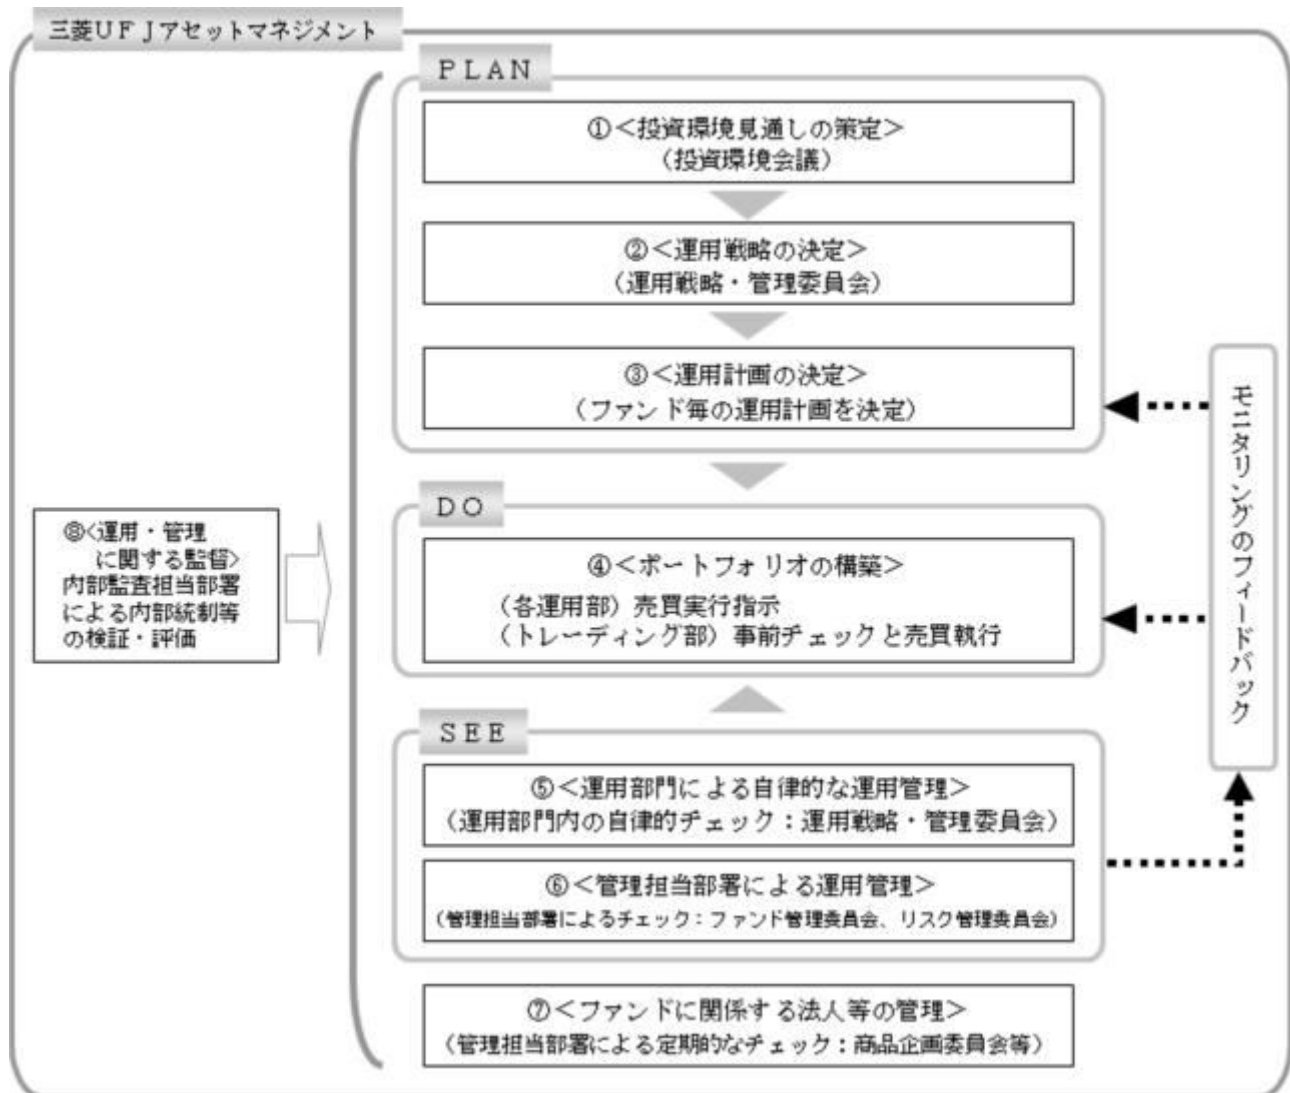 三菱UFJアセットマネジメント
PLAN
①<投資環境見通しの策定>
(投資環境会議)
②<運用戦略の決定>
(運用戦略・管理委員会)
③<運用計画の決定>
(ファンド毎の運用計画を決定)
DO
④<ポートフォリオの構築>
(各運用部)売買実行指示
(トレーディング部)事前チェックと売買執行
SEE
⑤<運用部門による自律的な運用管理>
(運用部門内の自律的チェック:運用戦略・管理委員会)
⑥<管理担当部署による運用管理>
(管理担当部署によるチェック:ファンド管理委員会、リスク管理委員会)
⑦<ファンドに関係する法人等の管理>
(管理担当部署による定期的なチェック:商品企画委員会等)
⑧<運用・管理
に関する監督>
内部監査担当部署
による内部統制等
の検証・評価
モニタリングのフィードバック